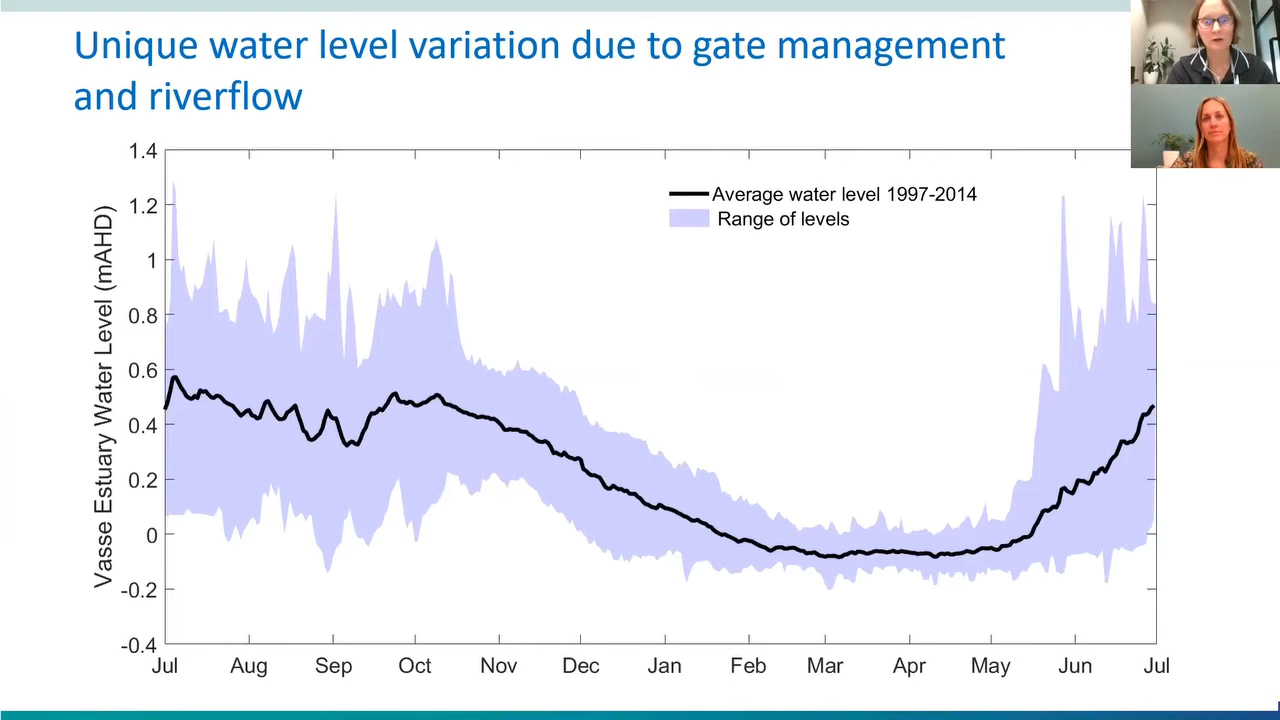 Unique water level variation due to gate management
and riverflow
Vasse Estuary Water Level (mAHD)
1.4
1.2
1
0.8
0.6
0.4
0.2
0
-0.2
-0.4
Average water level 1997-2014
Range of levels
Jul Aug Sep Oct Nov Dec Jan Feb Mar Apr May Jun Jul